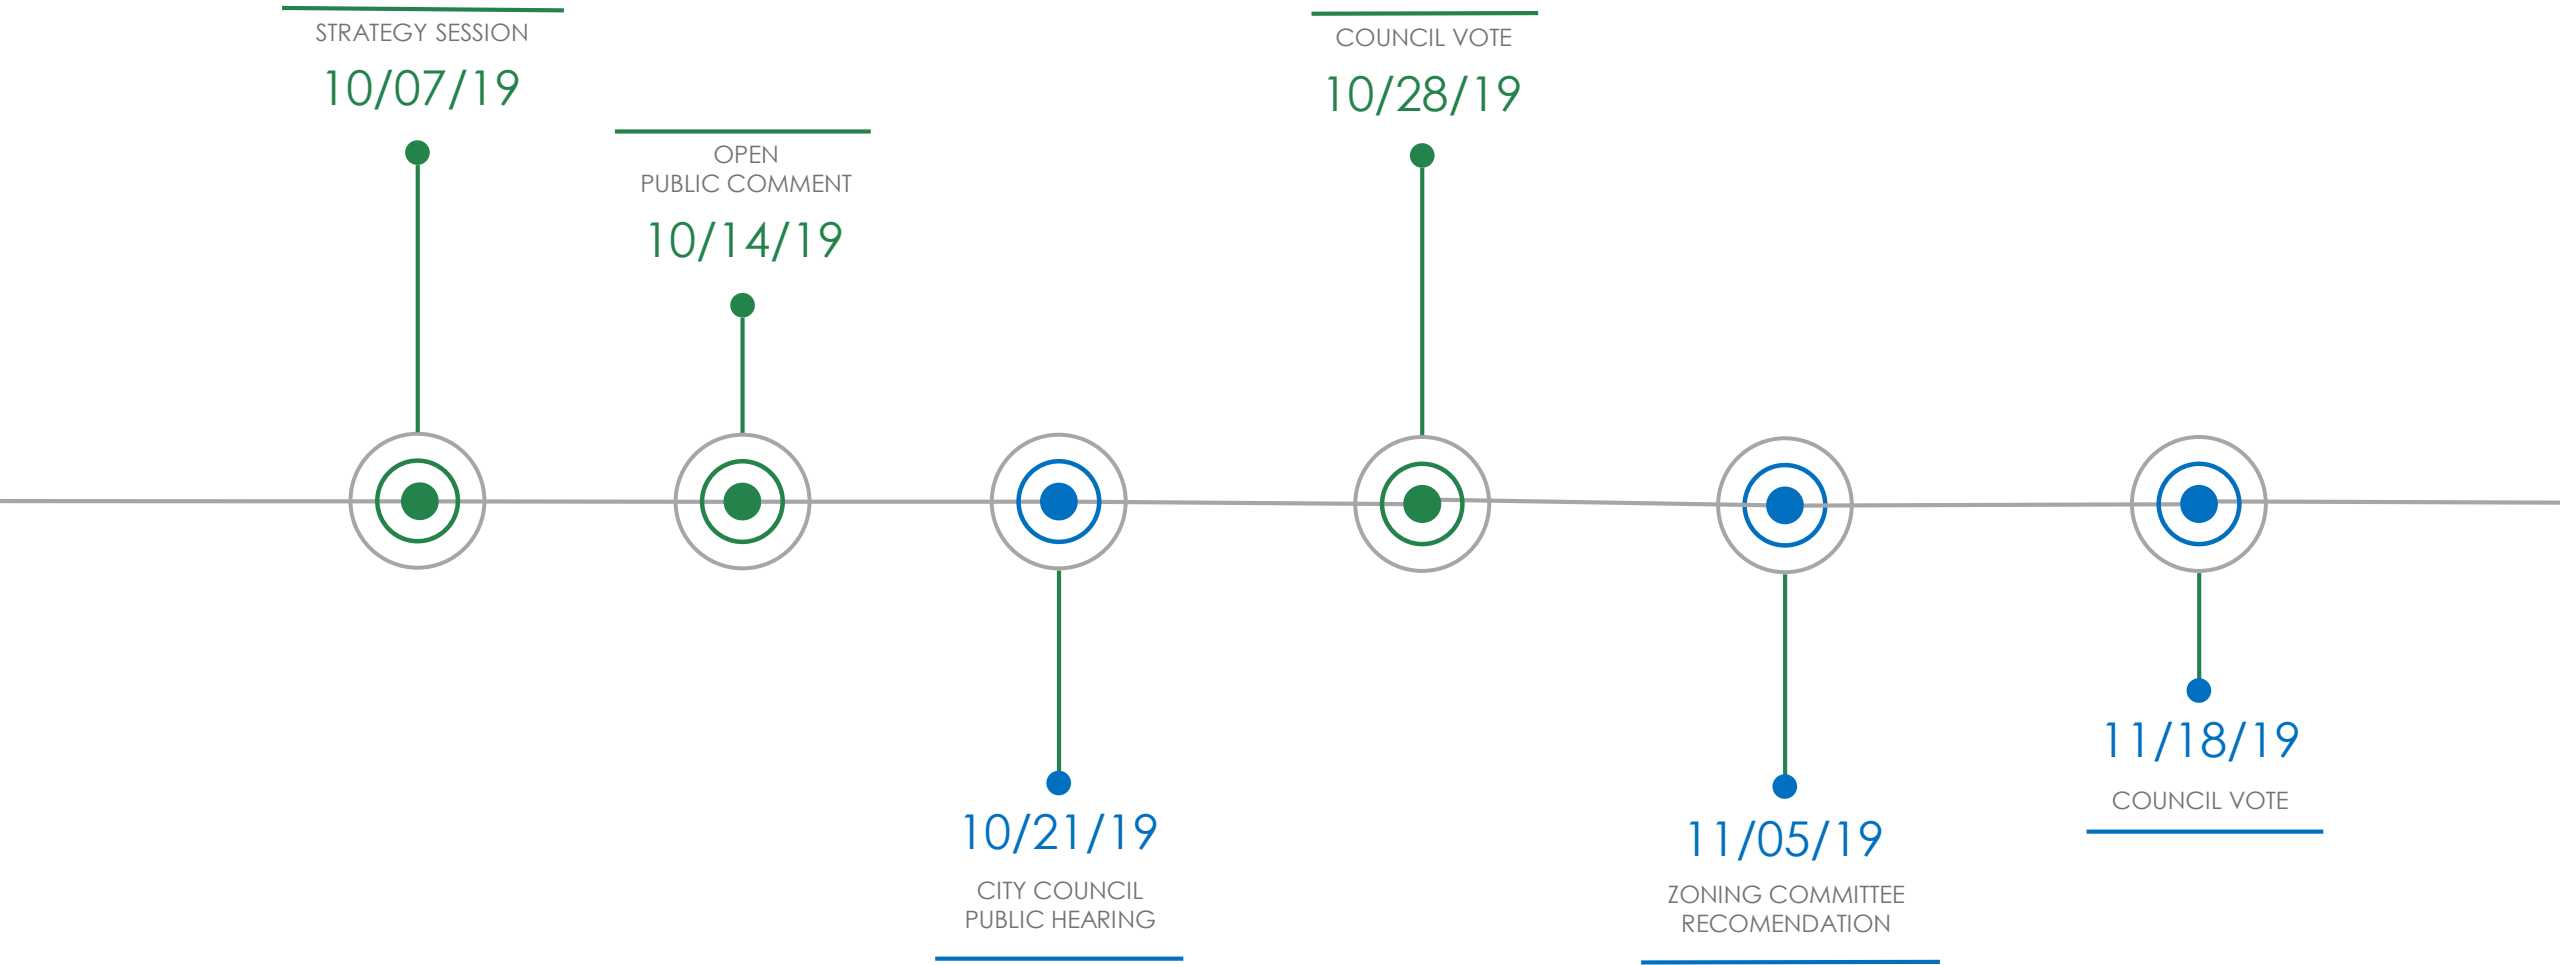 STRATEGY SESSION
10/07/19
OPEN
PUBLIC COMMENT
10/14/19
10/21/19
CITY COUNCIL
PUBLIC HEARING
COUNCIL VOTE
10/28/19
11/05/19
ZONING COMMITTEE
RECOMENDATION
11/18/19
COUNCIL VOTE